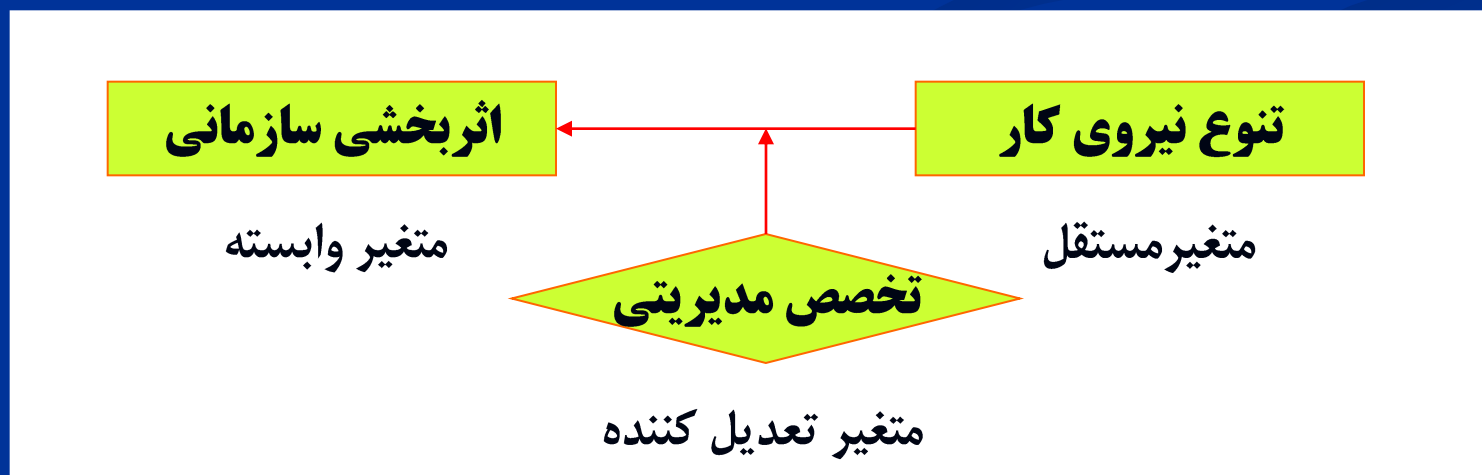 تنوع نیروی کار
اثربخشی سازمانی
متغیرمستقل
متغیر وابسته
تخصص مدیریتی
متغیر تعدیل کننده